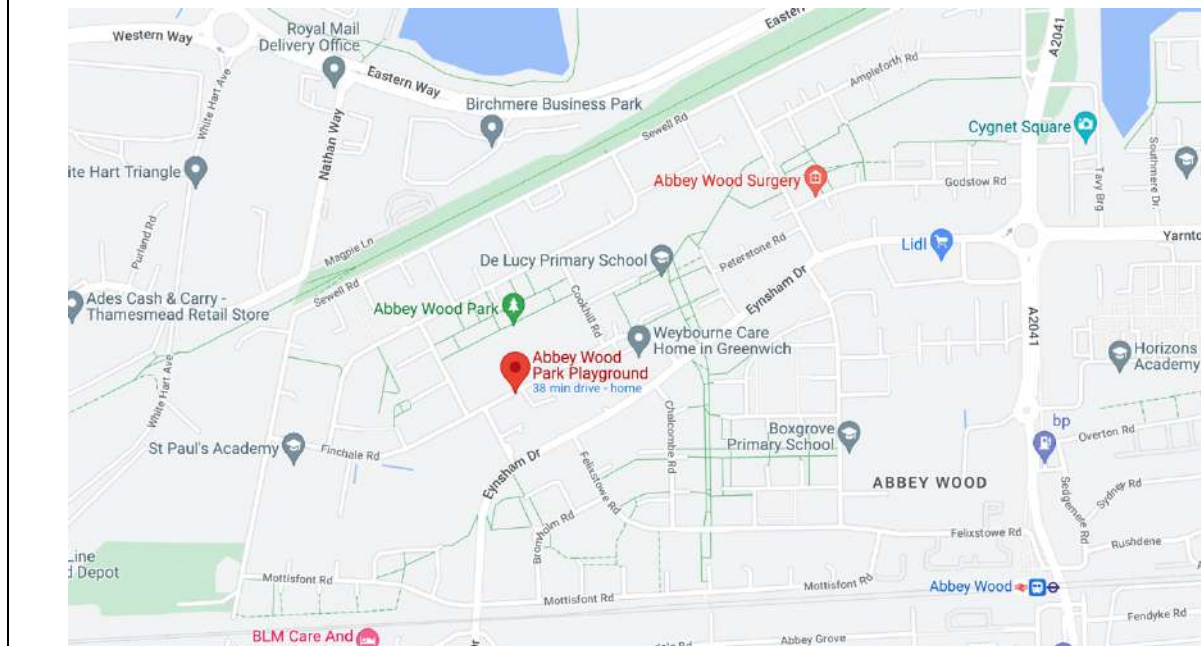 Western Way
Royal Mail
Delivery Office
Eastern
Eastern
A2041
White Hart Ave
Eastern Way
Ampleforth Rd
Birchmere Business Park
Sewell Rd
Cygnet Square
Nathan Way
ite Hart Triangle
Abbey Wood Surgery
Godstow Rd
Tavy Brg
Southmere Dr.
Purland Rd
Magpie Ln
Peterstone Rd
Lidl
Yarnto
De Lucy Primary School
Sewell Rd
Ades Cash & Carry -
Thamesmead Retail Store
Abbey Wood Park
Cookhill Rd
Eynsham Dr
A2041
Weybourne Care
Home in Greenwich
Horizons
Academy
Abbey Wood
Park Playground
38 min drive - home
White Hart Ave
Chalcombe Rd
bp
Boxgrove
Primary School
Overton Rd
St Paul's Academy
Finchale Rd
Eynsham Dr
Felixstowe Rd
ABBEY WOOD
Sydney Rd
Sedgemere Rd
Bromholm Rd
Felixstowe Rd
Rushdene
Line
d Depot
Mottisfont Rd
Mottisfont Rd
Mottisfont Rd
Abbey Wood
Fendyke Rd
BLM Care And
Abbey Grove